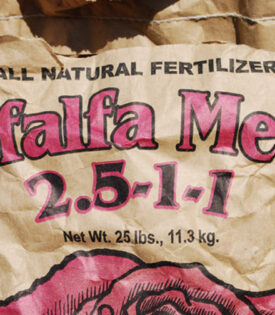 ALL NATURAL FERTILIZER
falfa Me
2.5-1-1
Net Wt. 25 lbs., 11.3 kg.